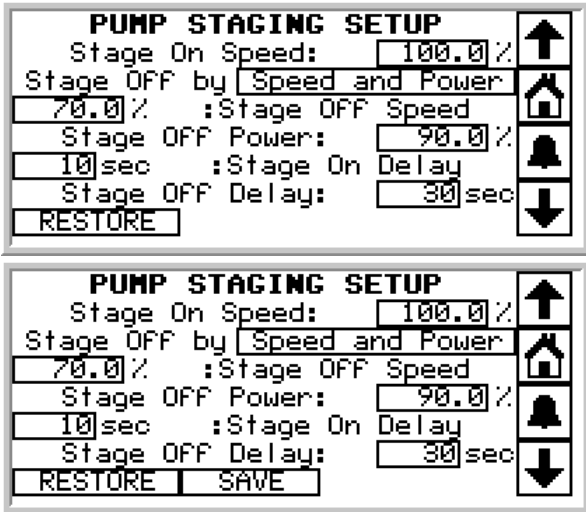 PUMP STAGING SETUP
Stage On Speed: 100.0 %
Stage Off by Speed and Power
70.0 % :Stage Off Speed
Stage Off Power: 90.0 %
10 sec :Stage On Delay
Stage Off Delay: 30 sec
RESTORE
PUMP STAGING SETUP
Stage On Speed: 100.0 %
Stage Off by Speed and Power
70.0 % :Stage Off Speed
Stage Off Power: 90.0 %
10 sec :Stage On Delay
Stage Off Delay: 30 sec
RESTORE SAVE